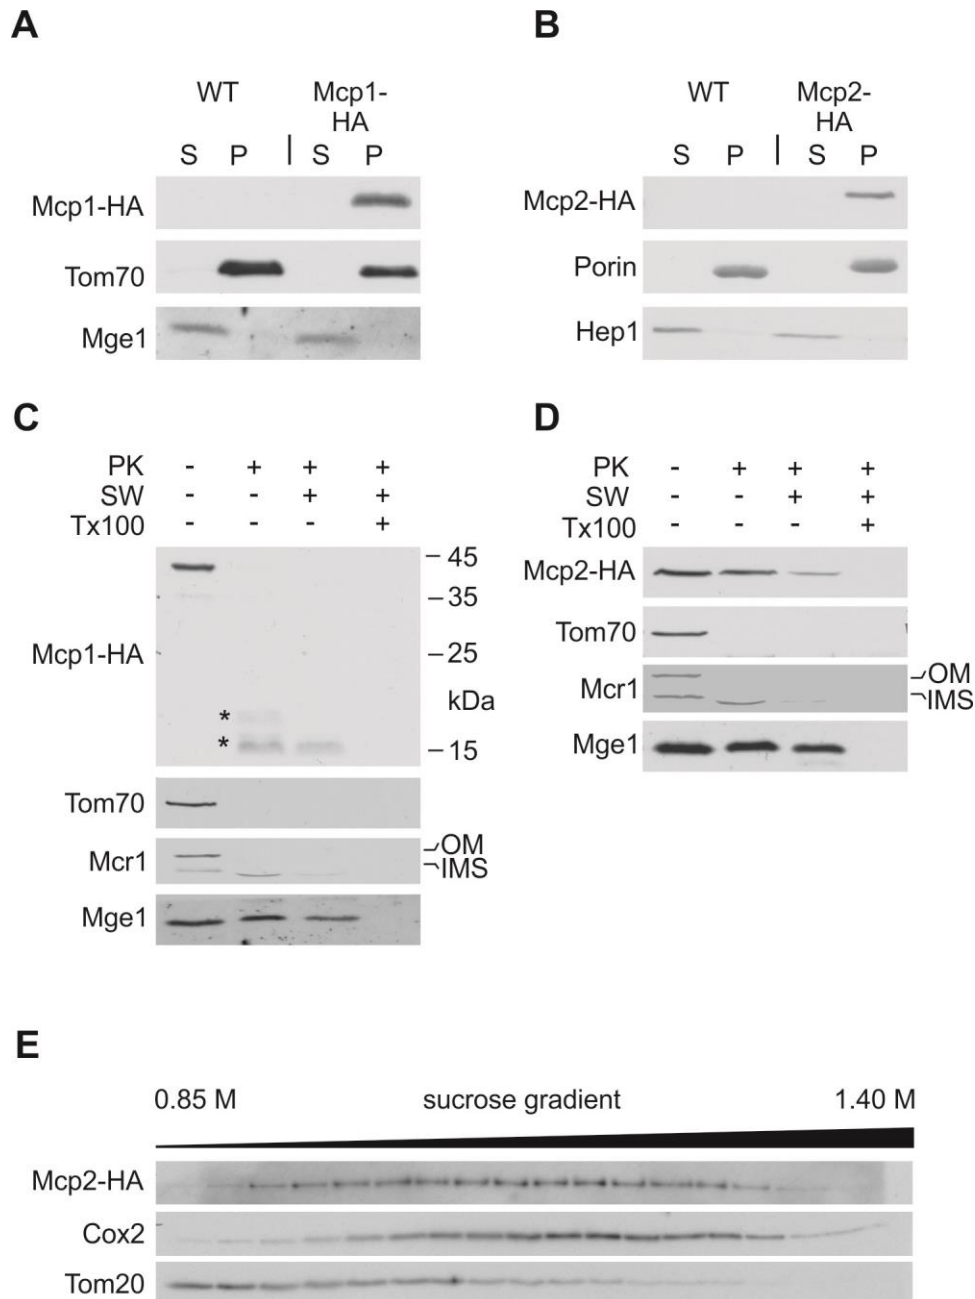 A
WT Mcp1-
HA
S P | S P
Mcp1-HA
Tom70
Mge1
B
WT Mcp2-
HA
S P | S P
Mcp2-HA
Porin
Hep1
C
PK - + + +
SW - - + +
Tx100 - - - +
45
35
Mcp1-HA
25
kDa
*
*
15
Tom70
OM
Mcr1
IMS
Mge1
D
PK - + + +
SW - - + +
Tx100 - - - +
Mcp2-HA
Tom70
OM
Mcr1
IMS
Mge1
E
0.85 M sucrose gradient 1.40 M
Mcp2-HA
Cox2
Tom20